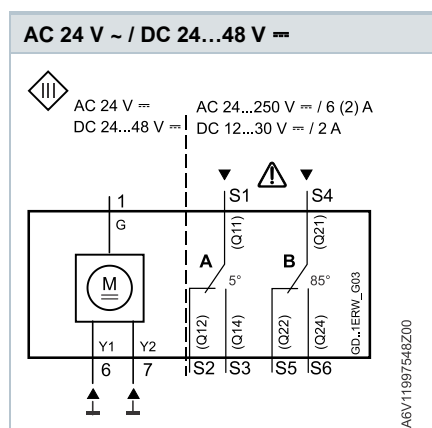 AC 24 V ~ / DC 24...48 V ⎓
III
AC 24 V ⎓
DC 24...48 V ⎓
AC 24...250 V ⎓ / 6 (2) A
DC 12...30 V ⎓ / 2 A
1
S1
S4
G
(Q11)
(Q21)
A
B
M
5°
85°
Y1
Y2
(Q12)
(Q14)
(Q22)
(Q24)
6
7
S2
S3
S5
S6
GD..1ERW_G03
A6V11997548Z00